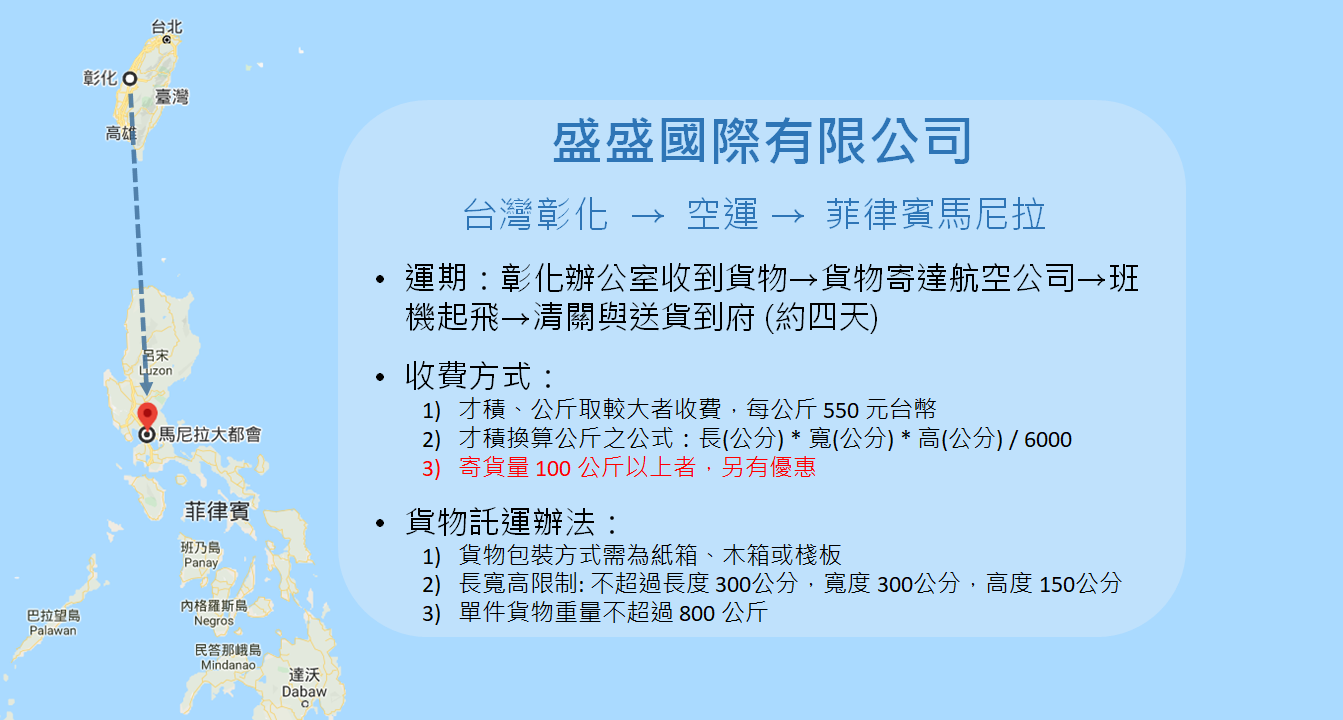 台北
彰化
臺灣
高雄
盛盛國際有限公司
台灣彰化 → 空運 → 菲律賓馬尼拉
• 運期：彰化辦公室收到貨物→貨物寄達航空公司→班
機起飛→清關與送貨到府 (約四天)
呂宋
Luzon
• 收費方式：
1) 才積、公斤取較大者收費，每公斤 550 元台幣
2) 才積換算公斤之公式：長(公分) * 寬(公分) * 高(公分) / 6000
3) 寄貨量 100 公斤以上者，另有優惠
馬尼拉大都會
菲律賓
• 貨物託運辦法：
1) 貨物包裝方式需為紙箱、木箱或棧板
2) 長寬高限制: 不超過長度 300公分，寬度 300公分，高度 150公分
3) 單件貨物重量不超過 800 公斤
班乃島
Panay
內格羅斯島
Negros
巴拉望島
Palawan
民答那峨島
Mindanao
達沃
Dabaw